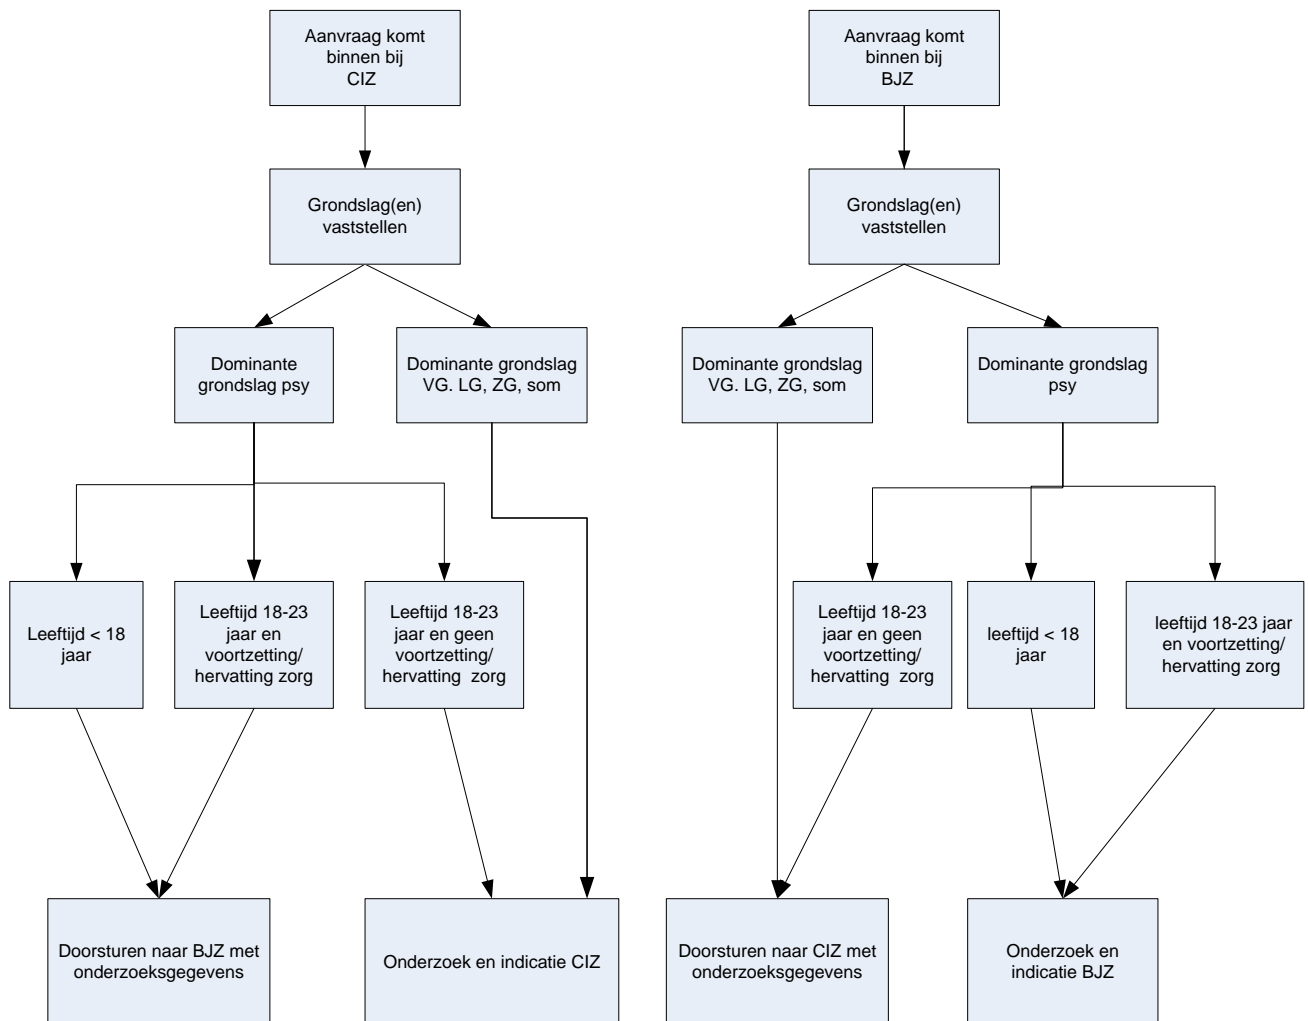 Aanvraag komt
binnen bij
CIZ
Aanvraag komt
binnen bij
BJZ
Grondslag(en)
vaststellen
Grondslag(en)
vaststellen
Dominante
grondslag psy
Dominante grondslag
VG. LG, ZG, som
Dominante grondslag
VG. LG, ZG, som
Dominante grondslag
psy
Leeftijd < 18
jaar
Leeftijd 18-23
jaar en
voortzetting/
hervatting zorg
Leeftijd 18-23
jaar en geen
voortzetting/
hervatting zorg
Leeftijd 18-23
jaar en geen
voortzetting/
hervatting zorg
leeftijd < 18
jaar
leeftijd 18-23 jaar
en voortzetting/
hervatting zorg
Doorsturen naar BJZ met
onderzoeksgegevens
Onderzoek en indicatie CIZ
Doorsturen naar CIZ met
onderzoeksgegevens
Onderzoek en
indicatie BJZ